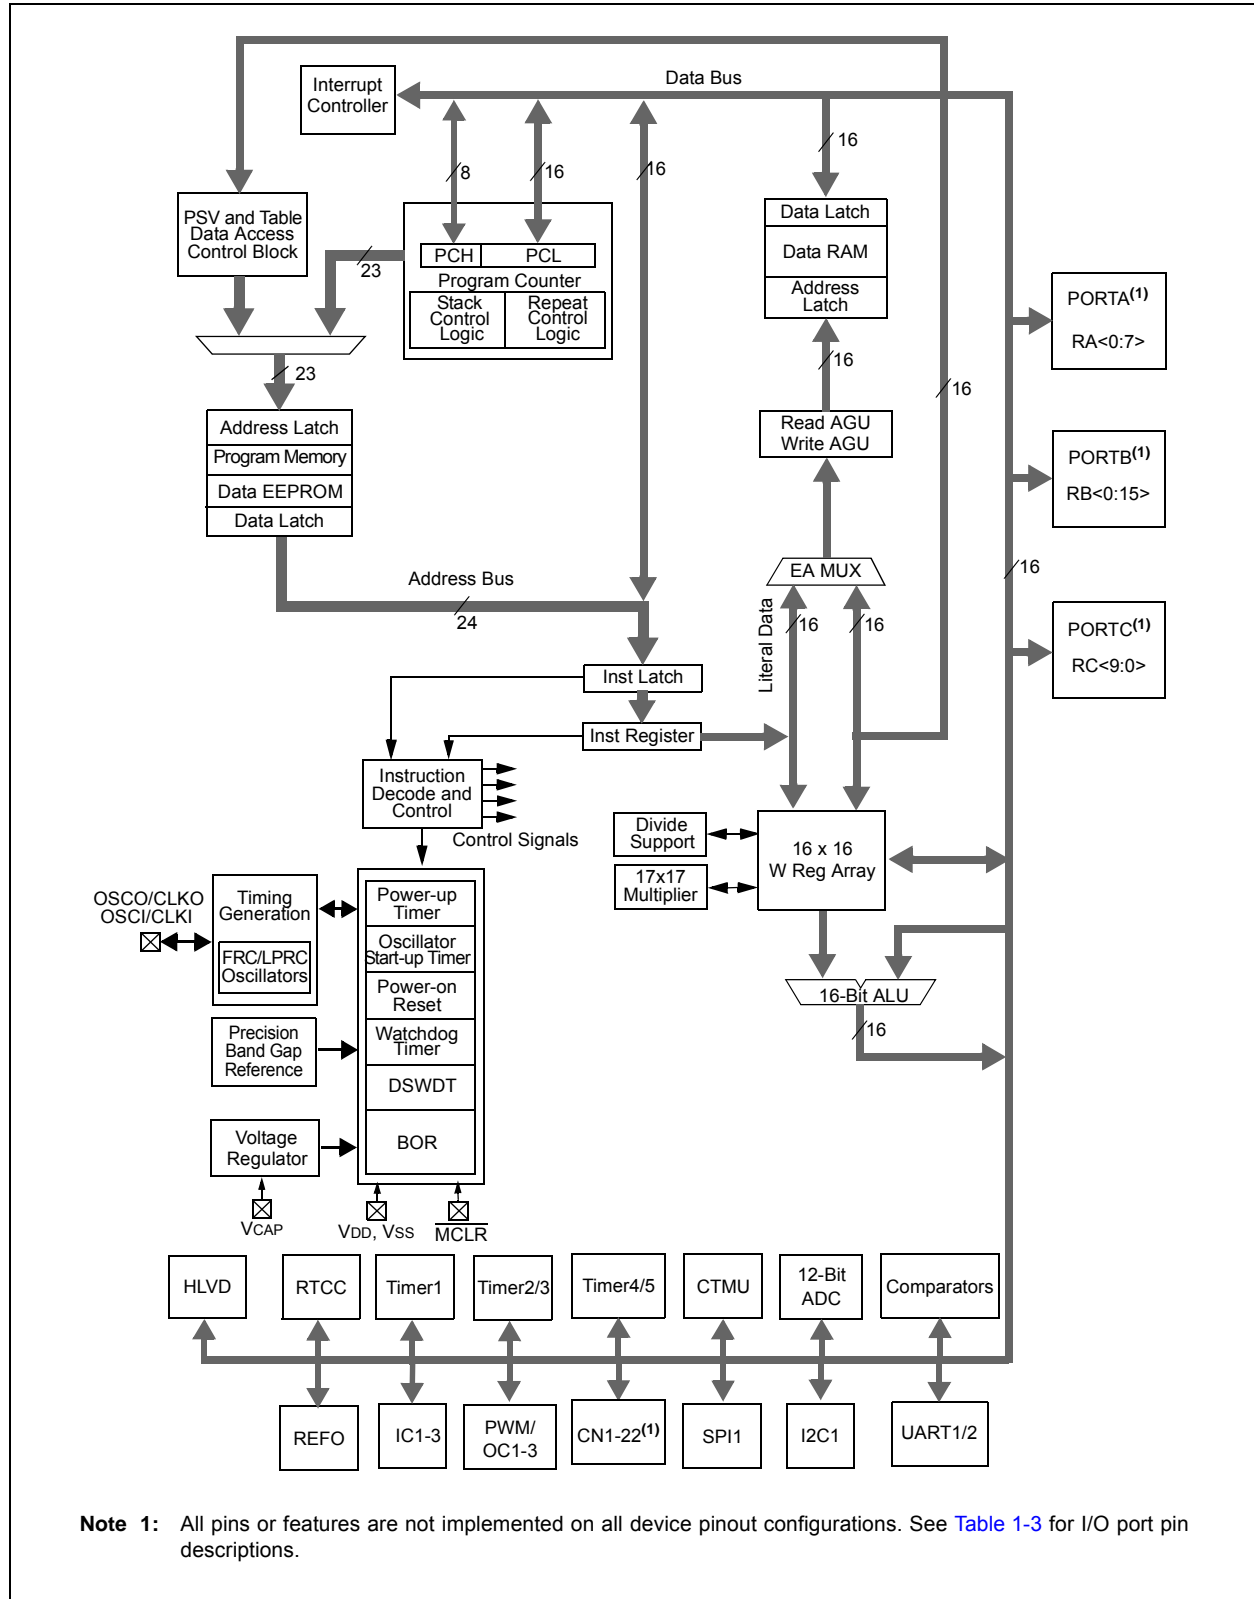 Data Bus
Interrupt
Controller
16
8
16
16
PSV and Table
Data Access
Control Block
23
PCH
PCL
Program Counter
Stack
Control
Logic
Repeat
Control
Logic
Data Latch
Data RAM
Address
Latch
PORTA(1)
RA<0:7>
23
16
16
Address Latch
Program Memory
Data EEPROM
Data Latch
Read AGU
Write AGU
PORTB(1)
RB<0:15>
Address Bus
24
EA MUX
16
Literal Data
16
16
PORTC(1)
RC<9:0>
Inst Latch
Inst Register
Instruction
Decode and
Control
Control Signals
Divide
Support
17x17
Multiplier
16 x 16
W Reg Array
OSCO/CLKO
OSCI/CLKI
Timing
Generation
FRC/LPRC
Oscillators
Power-up
Timer
Oscillator
Start-up Timer
Power-on
Reset
Watchdog
Timer
DSWDT
BOR
16-Bit ALU
16
Precision
Band Gap
Reference
Voltage
Regulator
VCAP
VDD, VSS
MCLR
HLVD
RTCC
Timer1
Timer2/3
Timer4/5
CTMU
12-Bit
ADC
Comparators
REFO
IC1-3
PWM/
OC1-3
CN1-22(1)
SPI1
I2C1
UART1/2
Note 1: All pins or features are not implemented on all device pinout configurations. See Table 1-3 for I/O port pin
descriptions.